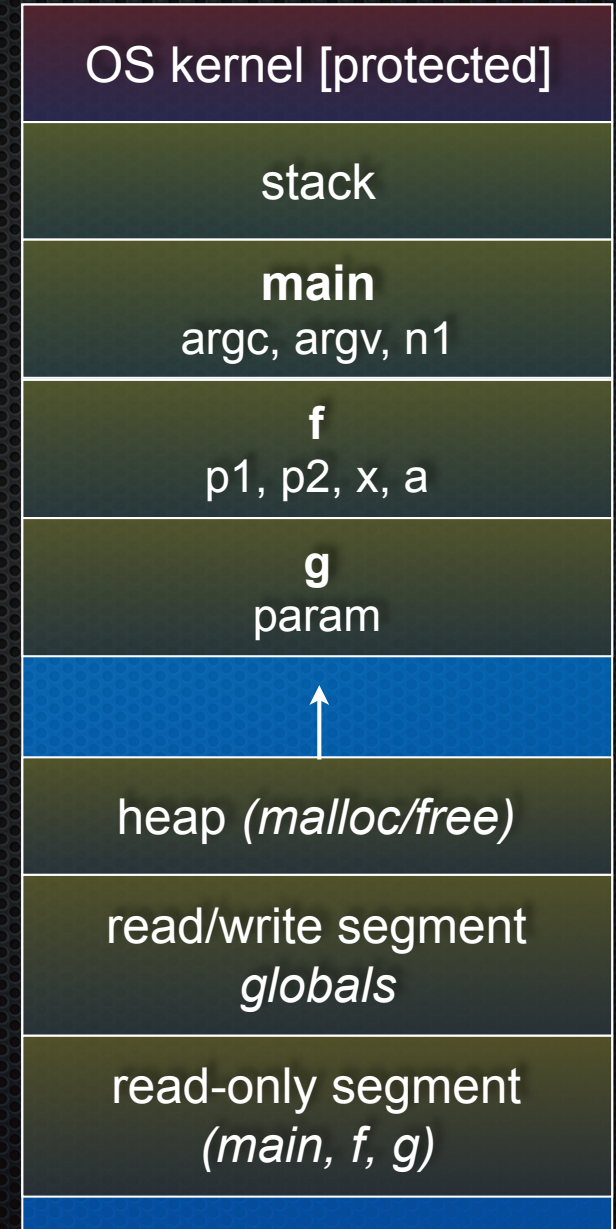 OS kernel [protected]
stack
main
argc, argv, n1
f
p1, p2, x, a
g
param
heap (malloc/free)
read/write segment
globals
read-only segment
(main, f, g)